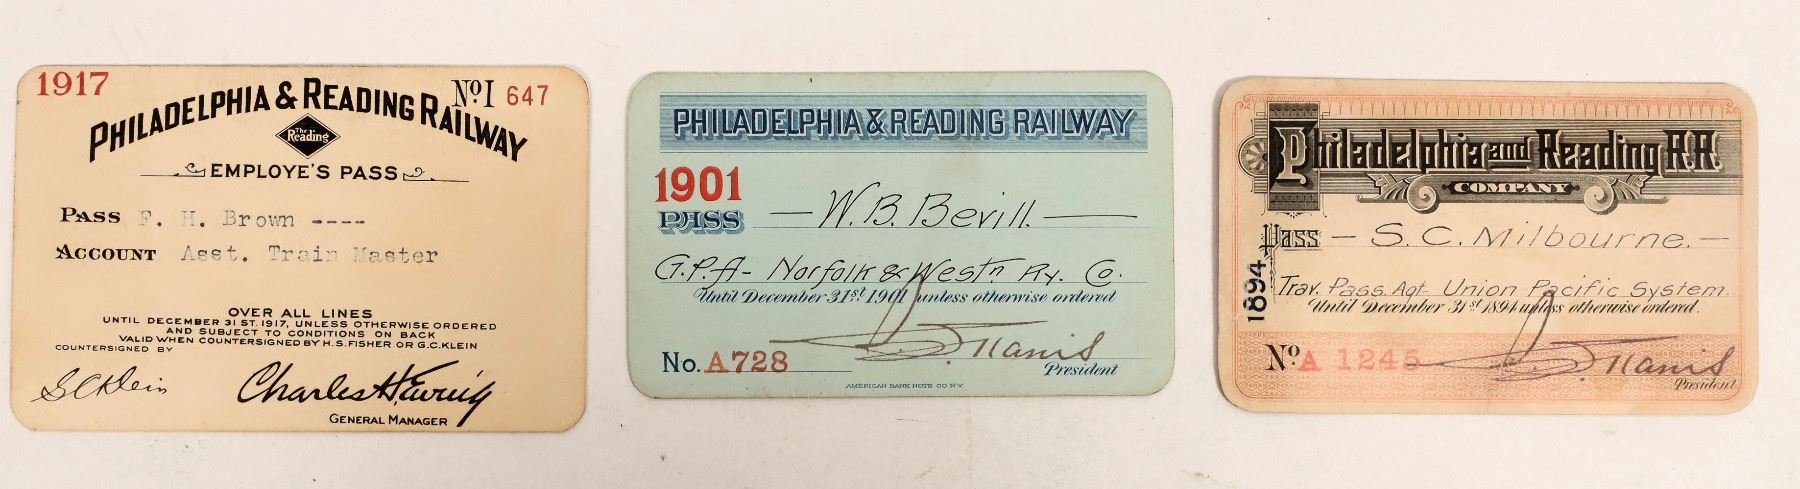 1917
No I 647
PHILADELPHIA & READING RAILWAY
The Reading
EMPLOYE'S PASS
PASS F. H. Brown ----
ACCOUNT Asst. Train Master
OVER ALL LINES
UNTIL DECEMBER 31ST. 1917, UNLESS OTHERWISE ORDERED
AND SUBJECT TO CONDITIONS ON BACK
VALID WHEN COUNTERSIGNED BY H.S. FISHER OR G.C. KLEIN
COUNTERSIGNED BY
G C Klein
Charles H. Ewing
GENERAL MANAGER
PHILADELPHIA & READING RAILWAY
1901
PASS — W. B. Bevill. —
G.P.A - Norfolk & West'n Ry. Co.
Until December 31st 1901 unless otherwise ordered
No. A728
President
AMERICAN BANK NOTE CO. N.Y.
Philadelphia and Reading R.R.
COMPANY
Pass — S. C. Milbourne. —
1894
Trav. Pass. Agt. Union Pacific System.
Until December 31st 1894 unless otherwise ordered.
No A 1245
President